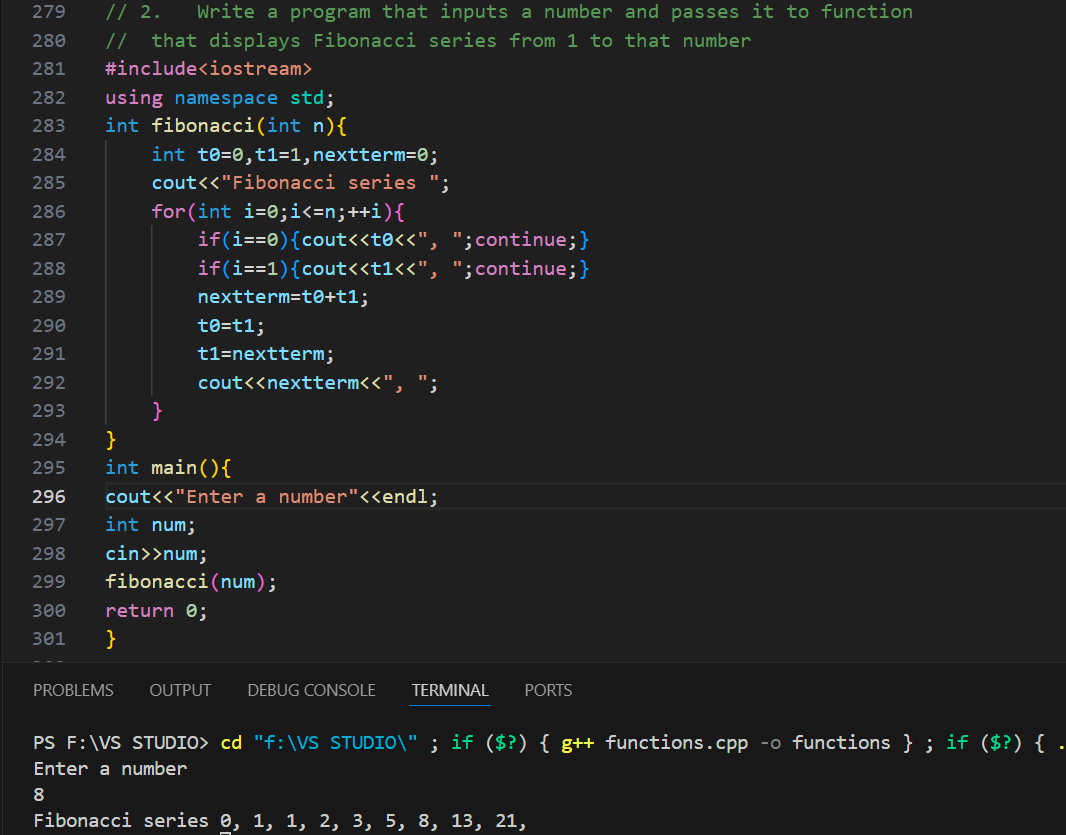 279 // 2.   Write a program that inputs a number and passes it to function
280 //  that displays Fibonacci series from 1 to that number
281 #include<iostream>
282 using namespace std;
283 int fibonacci(int n){
284     int t0=0,t1=1,nextterm=0;
285     cout<<"Fibonacci series ";
286     for(int i=0;i<=n;++i){
287         if(i==0){cout<<t0<<", ";continue;}
288         if(i==1){cout<<t1<<", ";continue;}
289         nextterm=t0+t1;
290         t0=t1;
291         t1=nextterm;
292         cout<<nextterm<<", ";
293     }
294 }
295 int main(){
296 cout<<"Enter a number"<<endl;
297 int num;
298 cin>>num;
299 fibonacci(num);
300 return 0;
301 }
PROBLEMS OUTPUT DEBUG CONSOLE TERMINAL PORTS
PS F:\VS STUDIO> cd "f:\VS STUDIO\" ; if ($?) { g++ functions.cpp -o functions } ; if ($?) { .
Enter a number
8
Fibonacci series 0, 1, 1, 2, 3, 5, 8, 13, 21,